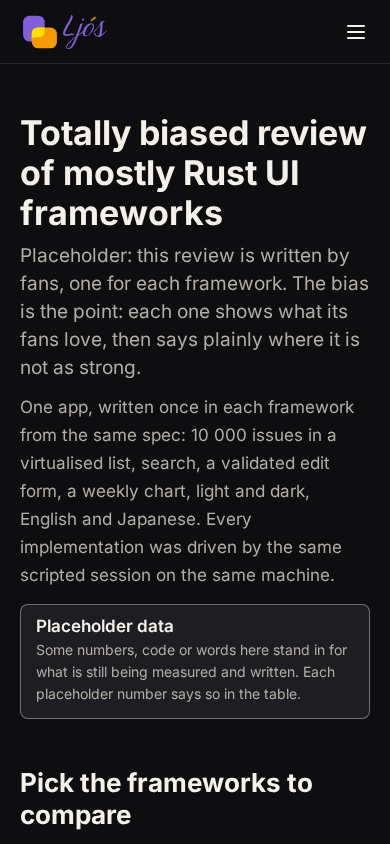 Ljós
Totally biased review
of mostly Rust UI
frameworks
Placeholder: this review is written by
fans, one for each framework. The bias
is the point: each one shows what its
fans love, then says plainly where it is
not as strong.
One app, written once in each framework
from the same spec: 10 000 issues in a
virtualised list, search, a validated edit
form, a weekly chart, light and dark,
English and Japanese. Every
implementation was driven by the same
scripted session on the same machine.
Placeholder data
Some numbers, code or words here stand in for
what is still being measured and written. Each
placeholder number says so in the table.
Pick the frameworks to
compare